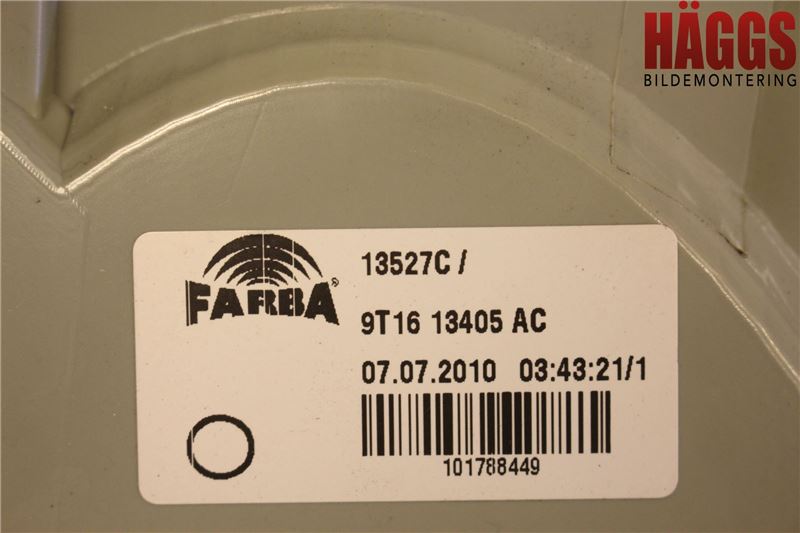 HÄGGS
BILDEMONTERING
FARBA®
13527C /
9T16 13405 AC
07.07.2010 03:43:21/1
101788449